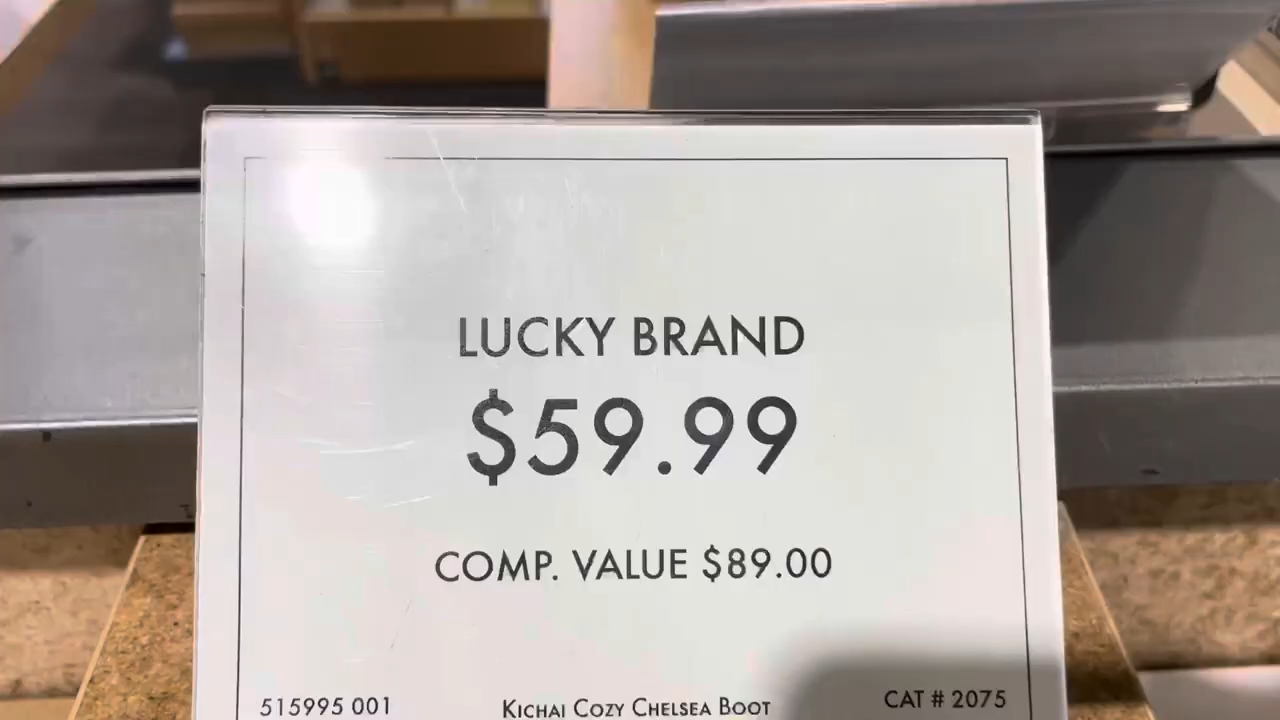 LUCKY BRAND
$59.99
COMP. VALUE $89.00
515995 001 KICHAI COZY CHELSEA BOOT CAT # 2075